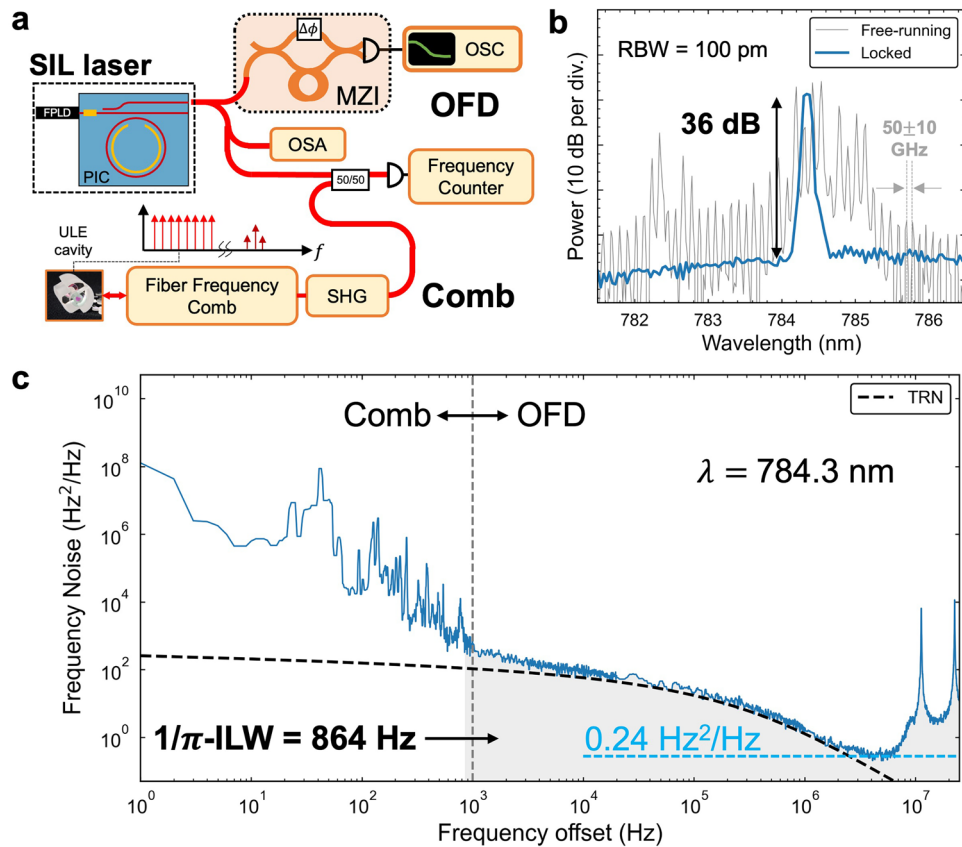 a
SIL laser
FPLD
PIC
Δϕ
MZI
OSC
OFD
OSA
50/50
Frequency
Counter
ULE
cavity
f
Fiber Frequency
Comb
SHG
Comb
b
Power (10 dB per div.)
RBW = 100 pm
Free-running
Locked
36 dB
50±10
GHz
782 783 784 785 786
Wavelength (nm)
c
Frequency Noise (Hz²/Hz)
10¹⁰
10⁸
10⁶
10⁴
10²
10⁰
Comb OFD
TRN
λ = 784.3 nm
1/π-ILW = 864 Hz
0.24 Hz²/Hz
10⁰ 10¹ 10² 10³ 10⁴ 10⁵ 10⁶ 10⁷
Frequency offset (Hz)